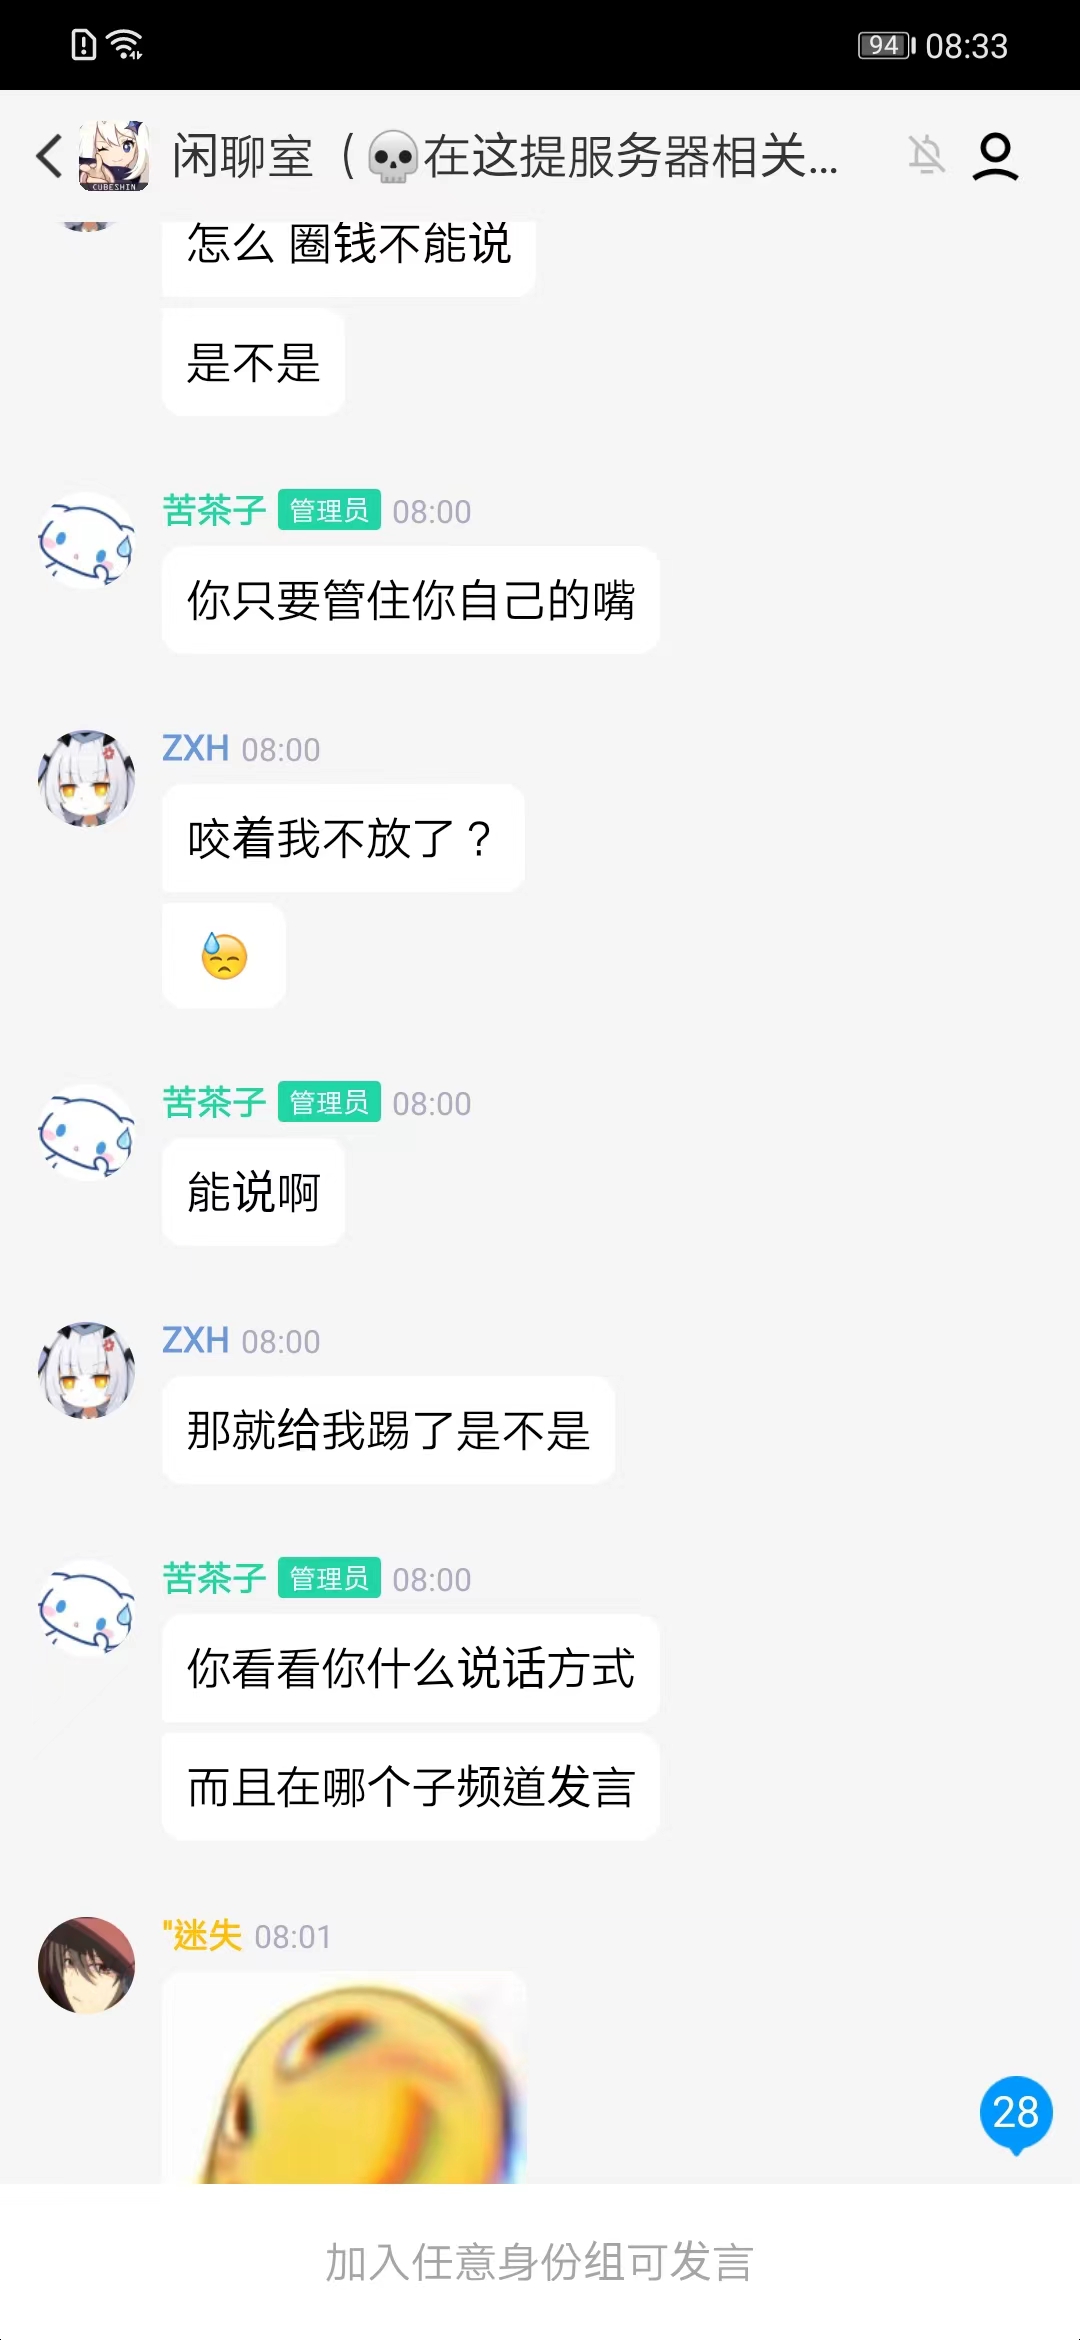 94 08:33
CUBESHIN
闲聊室（💀在这提服务器相关...
怎么 圈钱不能说
是不是
苦茶子 管理员 08:00
你只要管住你自己的嘴
ZXH 08:00
咬着我不放了？
😓
苦茶子 管理员 08:00
能说啊
ZXH 08:00
那就给我踢了是不是
苦茶子 管理员 08:00
你看看你什么说话方式
而且在哪个子频道发言
"迷失 08:01
28
加入任意身份组可发言